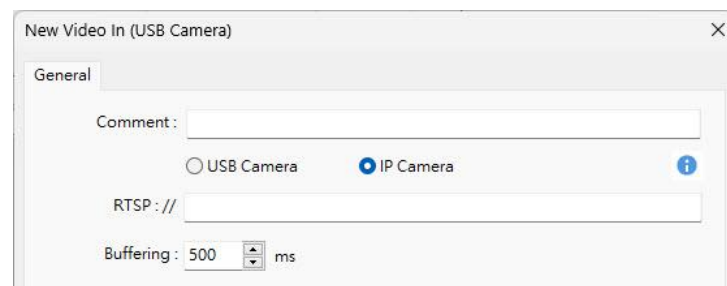 New Video In (USB Camera)
General
Comment :
USB Camera IP Camera
RTSP : //
Buffering : 500 ms